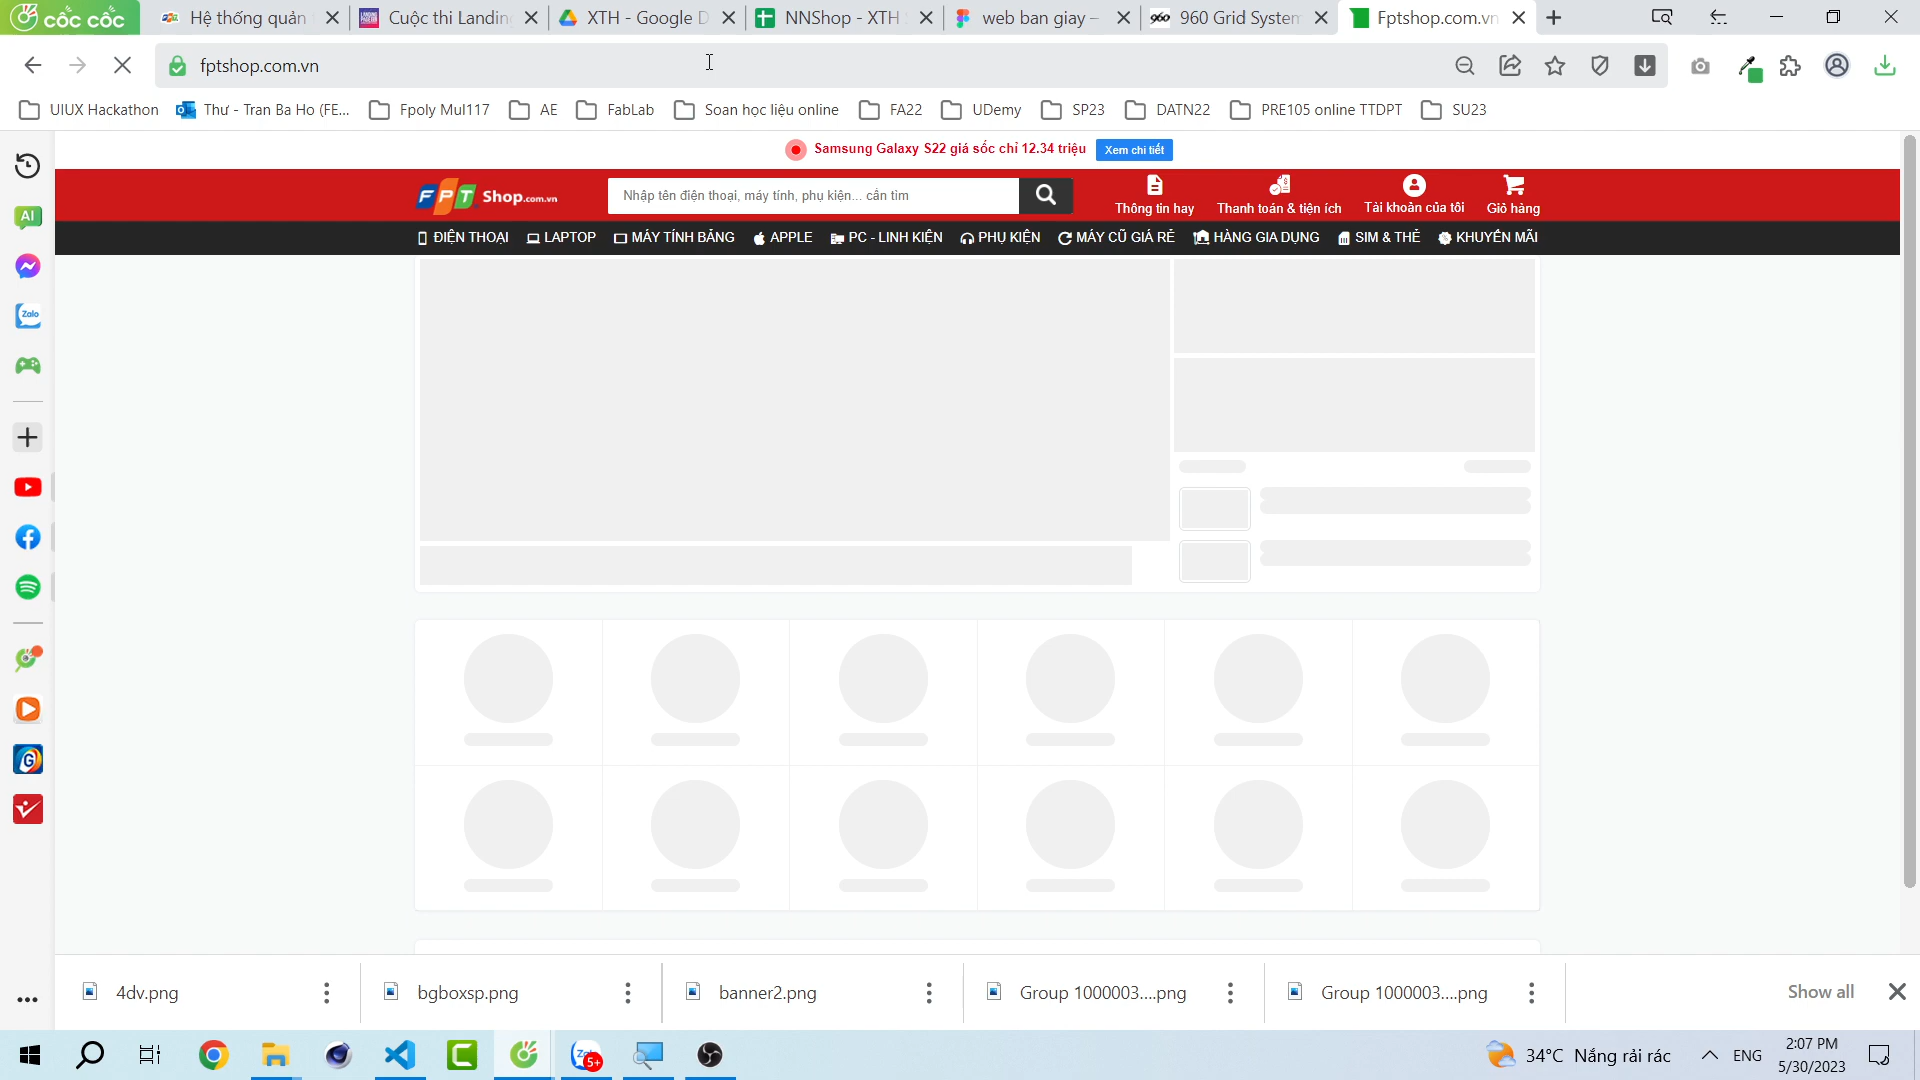 cốc cốc
Hệ thống quản
Cuộc thi Landin
XTH - Google D
NNShop - XTH
web ban giay –
960
960 Grid System
Fptshop.com.vn
fptshop.com.vn
UIUX Hackathon
Thư - Tran Ba Ho (FE...
Fpoly Mul117
AE
FabLab
Soan học liệu online
FA22
UDemy
SP23
DATN22
PRE105 online TTDPT
SU23
Samsung Galaxy S22 giá sốc chỉ 12.34 triệu
Xem chi tiết
FPT Shop.com.vn
Nhập tên điện thoại, máy tính, phụ kiện... cần tìm
Thông tin hay
Thanh toán & tiện ích
Tài khoản của tôi
Giỏ hàng
ĐIỆN THOẠI
LAPTOP
MÁY TÍNH BẢNG
APPLE
PC - LINH KIỆN
PHỤ KIỆN
MÁY CŨ GIÁ RẺ
HÀNG GIA DỤNG
SIM & THẺ
KHUYẾN MÃI
AI
Zalo
4dv.png
bgboxsp.png
banner2.png
Group 1000003....png
Group 1000003....png
Show all
5+
34°C Nắng rải rác
ENG
2:07 PM
5/30/2023